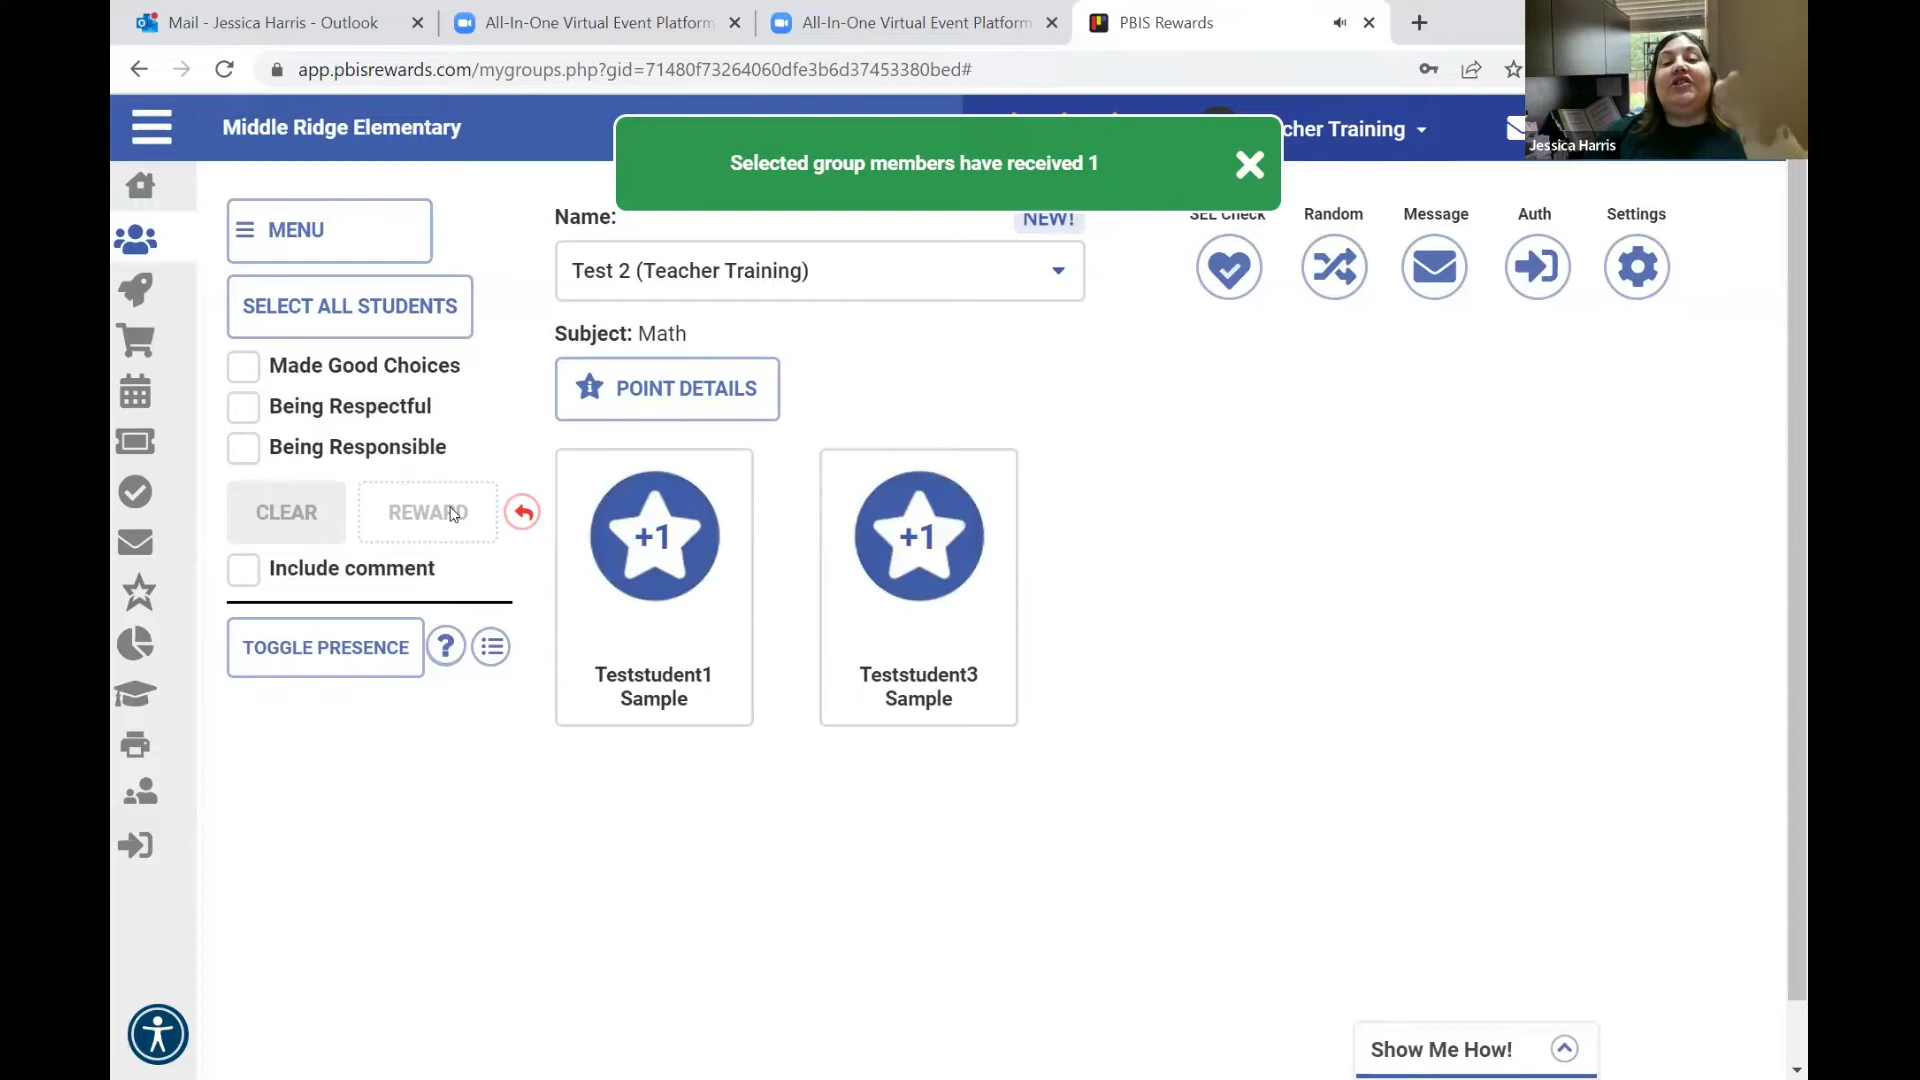 Mail - Jessica Harris - Outlook
All-In-One Virtual Event Platform
All-In-One Virtual Event Platform
PBIS Rewards
app.pbisrewards.com/mygroups.php?gid=71480f73264060dfe3b6d37453380bed#
Jessica Harris
Middle Ridge Elementary
cher Training
Selected group members have received 1
MENU
SELECT ALL STUDENTS
Made Good Choices
Being Respectful
Being Responsible
CLEAR
REWARD
Include comment
TOGGLE PRESENCE
?
Name:
NEW!
Test 2 (Teacher Training)
Subject: Math
POINT DETAILS
SEL Check
Random
Message
Auth
Settings
+1
Teststudent1
Sample
+1
Teststudent3
Sample
Show Me How!